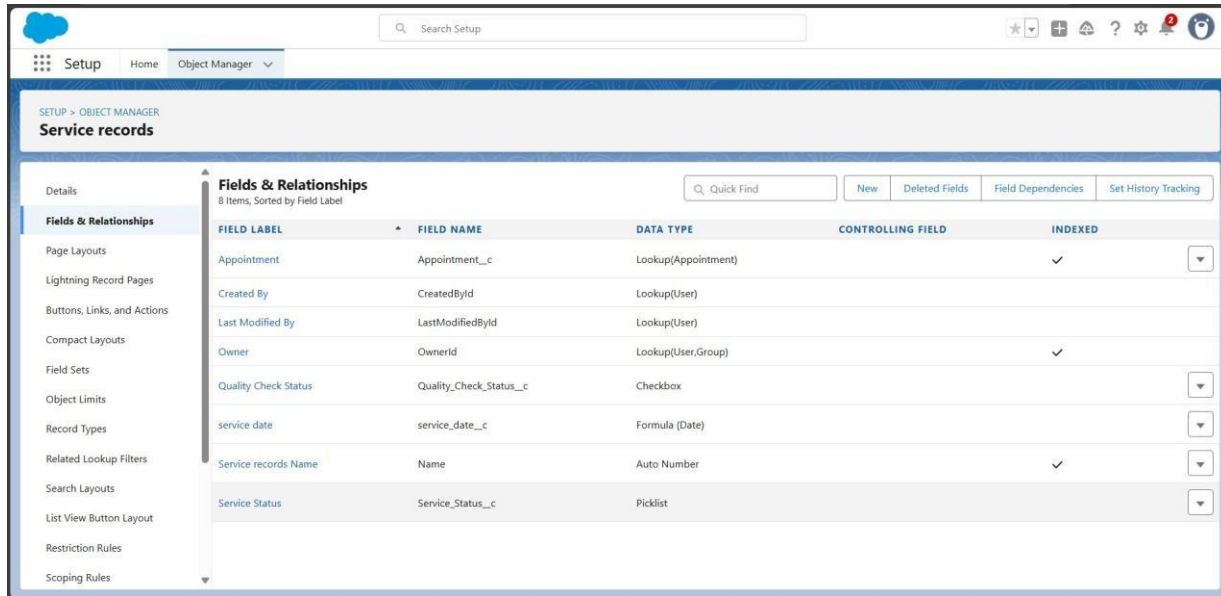 Search Setup
2
Setup Home Object Manager
SETUP > OBJECT MANAGER
Service records
Details
Fields & Relationships
Page Layouts
Lightning Record Pages
Buttons, Links, and Actions
Compact Layouts
Field Sets
Object Limits
Record Types
Related Lookup Filters
Search Layouts
List View Button Layout
Restriction Rules
Scoping Rules
Fields & Relationships
8 Items, Sorted by Field Label
Quick Find New Deleted Fields Field Dependencies Set History Tracking
FIELD LABEL FIELD NAME DATA TYPE CONTROLLING FIELD INDEXED
Appointment Appointment__c Lookup(Appointment)
Created By CreatedById Lookup(User)
Last Modified By LastModifiedById Lookup(User)
Owner OwnerId Lookup(User,Group)
Quality Check Status Quality_Check_Status__c Checkbox
service date service_date__c Formula (Date)
Service records Name Name Auto Number
Service Status Service_Status__c Picklist